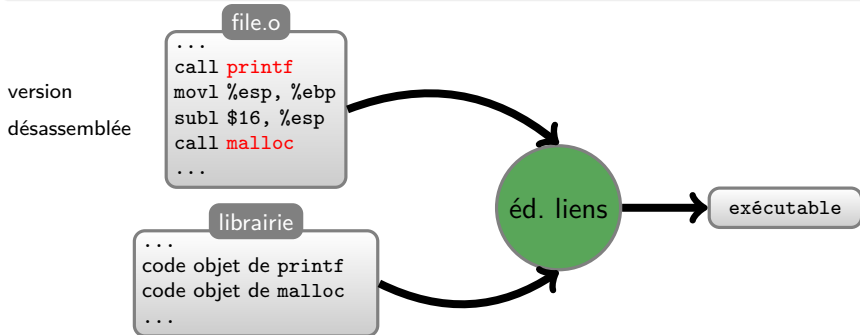 file.o
...
call printf
movl %esp, %ebp
subl $16, %esp
call malloc
...
version
désassemblée
librairie
...
code objet de printf
code objet de malloc
...
éd. liens
exécutable